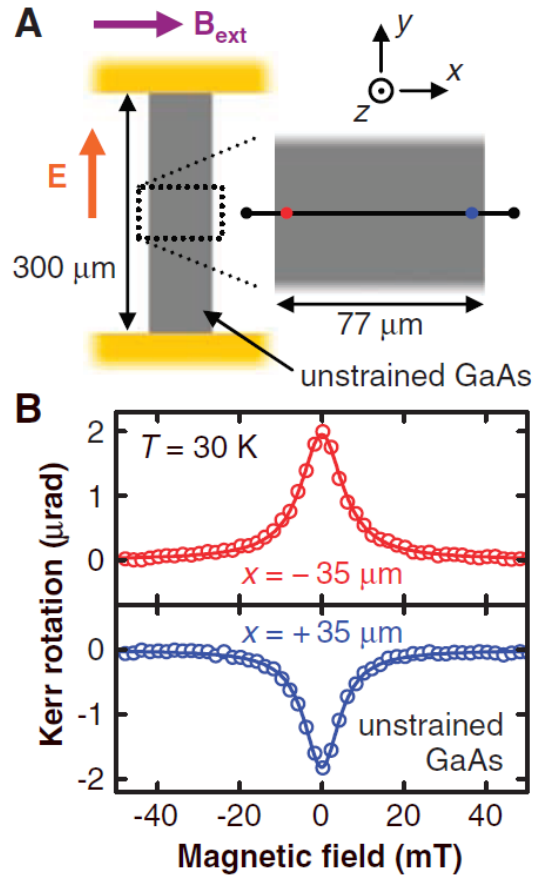 A
B_ext
y
x
z
E
300 μm
77 μm
unstrained GaAs
B
Kerr rotation (μrad)
2
T = 30 K
1
0
x = − 35 μm
x = + 35 μm
0
-1
unstrained
GaAs
-2
-40 -20 0 20 40
Magnetic field (mT)